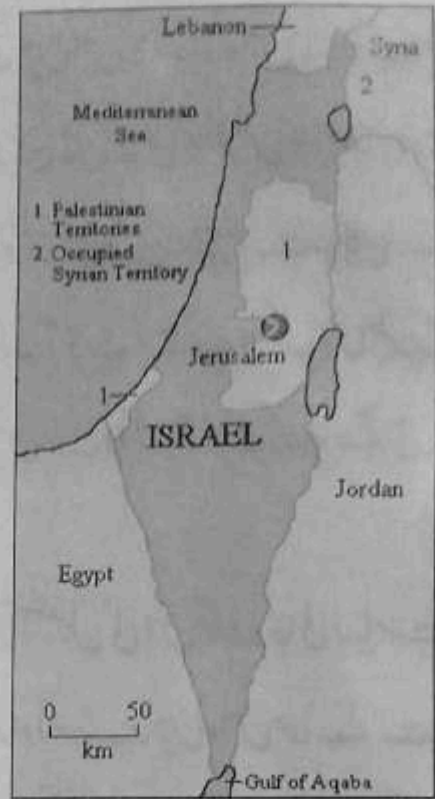 Lebanon
Syria
2
Mediterranean
Sea
1 Palestinian
Territories
2 Occupied
Syrian Territory
1
Jerusalem
1
ISRAEL
Jordan
Egypt
0 50
km
Gulf of Aqaba